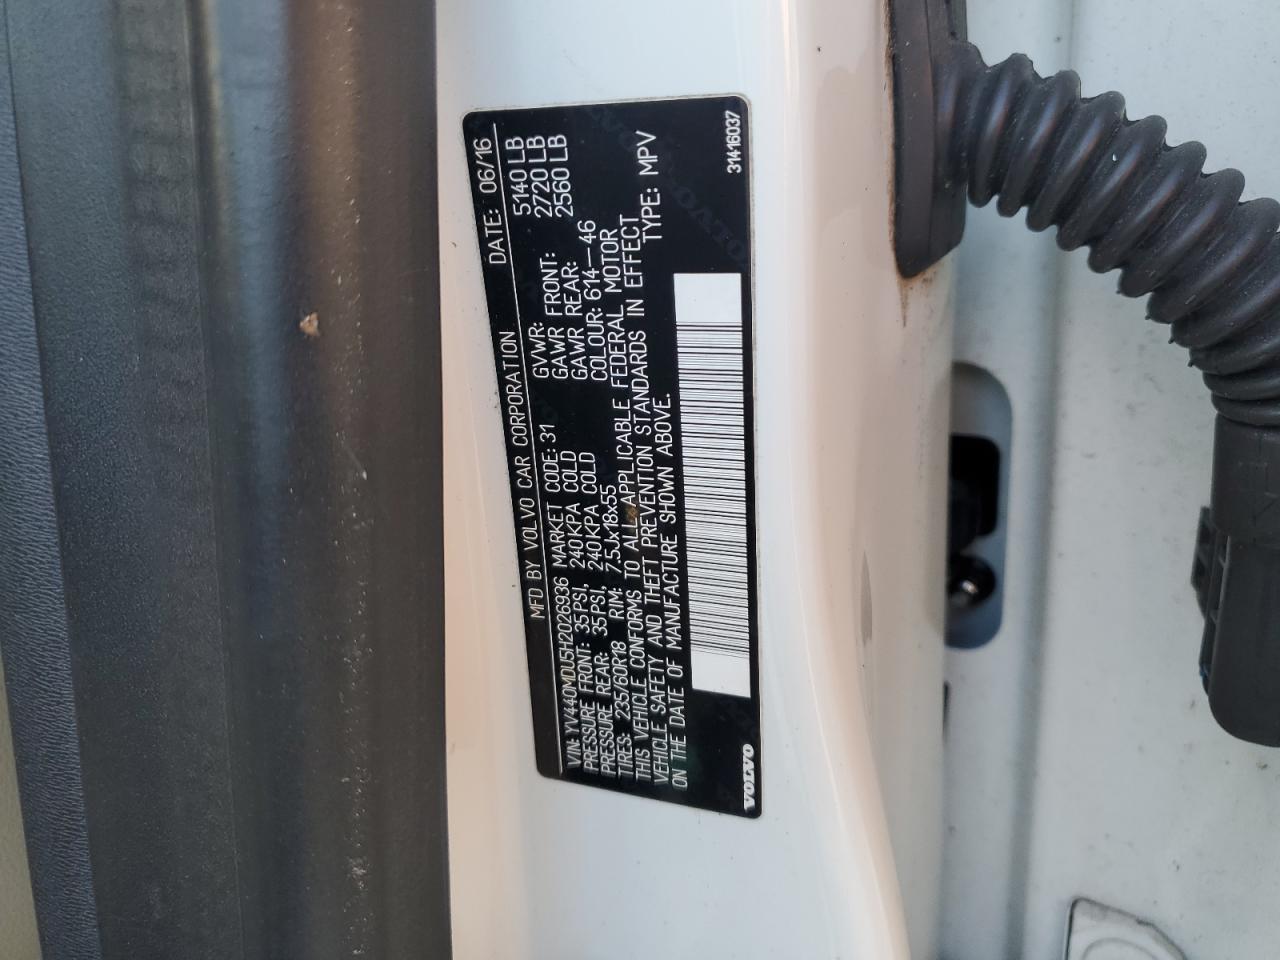 MFD BY VOLVO CAR CORPORATION DATE: 06/16
VIN: YV440MDU5H2026936 MARKET CODE: 31 GVWR: 5140 LB
PRESSURE FRONT: 35PSI, 240KPA COLD GAWR FRONT: 2720 LB
PRESSURE REAR: 35PSI, 240KPA COLD GAWR REAR: 2560 LB
TIRES: 235/60R18 RIM: 7.5Jx18x55 COLOUR: 614—46
THIS VEHICLE CONFORMS TO ALL APPLICABLE FEDERAL MOTOR
VEHICLE SAFETY AND THEFT PREVENTION STANDARDS IN EFFECT
ON THE DATE OF MANUFACTURE SHOWN ABOVE. TYPE: MPV
VOLVO 31416037